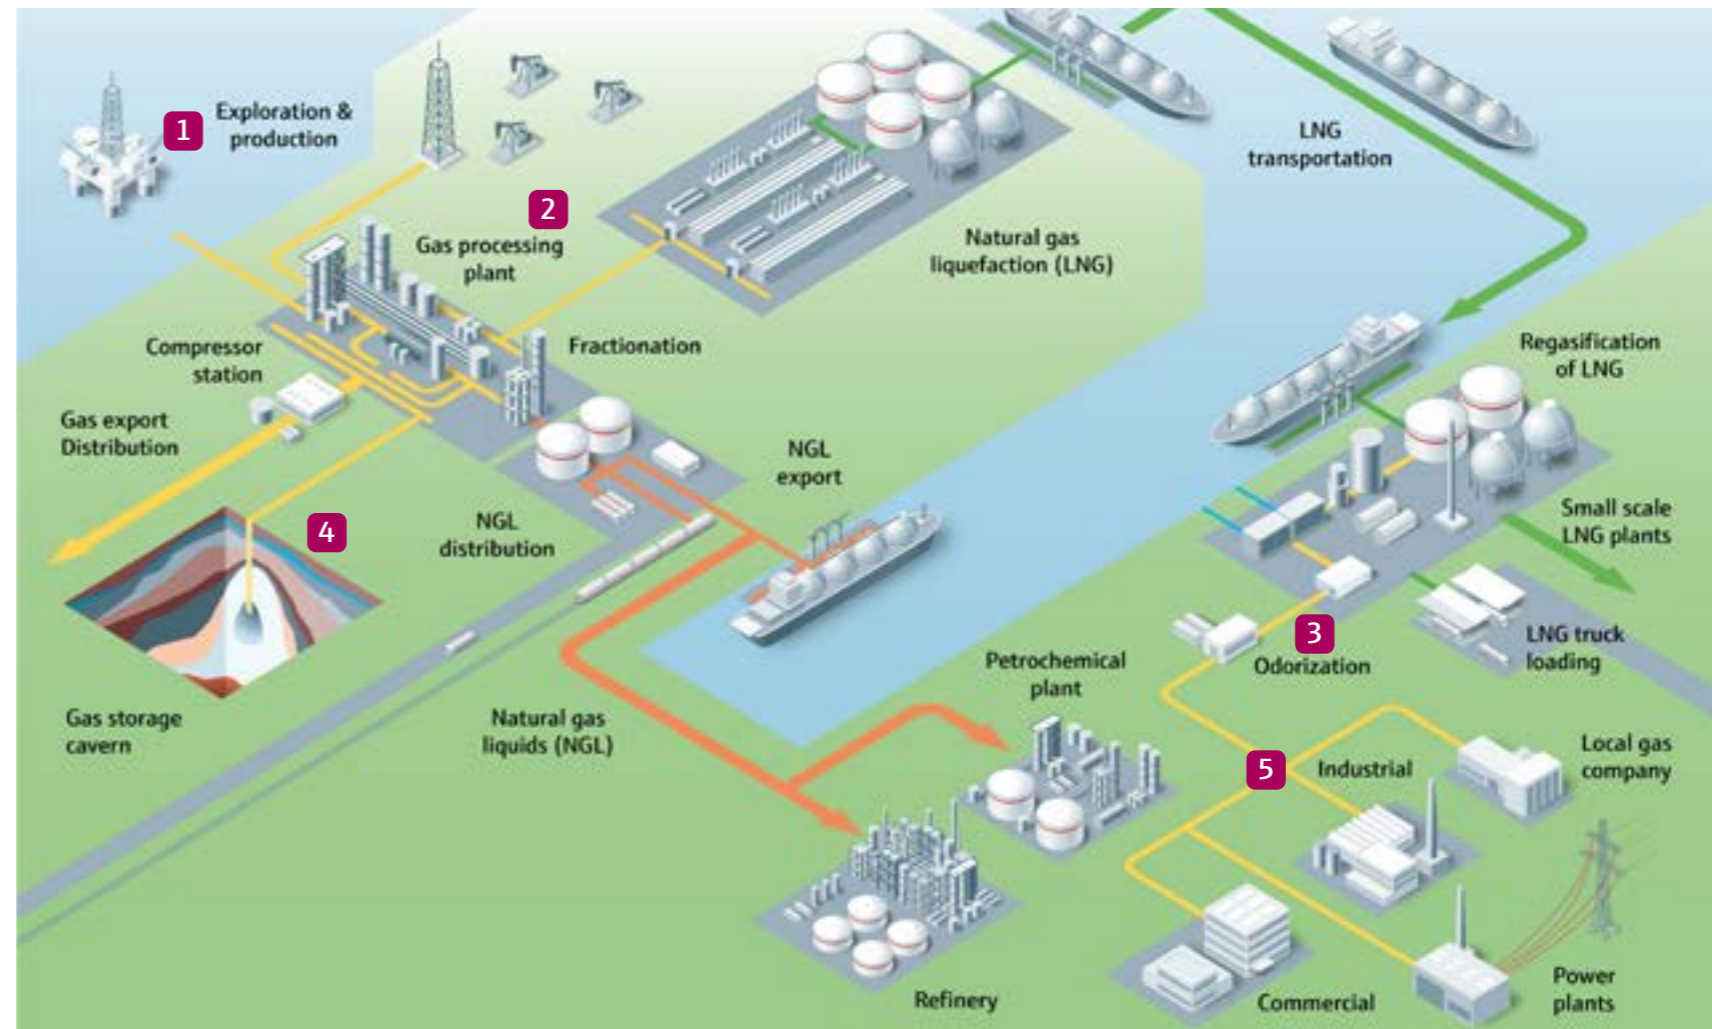 1
Exploration &
production
2
Gas processing
plant
Natural gas
liquefaction (LNG)
LNG
transportation
Compressor
station
Fractionation
Regasification
of LNG
Gas export
Distribution
NGL
export
4
NGL
distribution
Small scale
LNG plants
3
Odorization
LNG truck
loading
Petrochemical
plant
Gas storage
cavern
Natural gas
liquids (NGL)
5
Industrial
Local gas
company
Refinery
Commercial
Power
plants